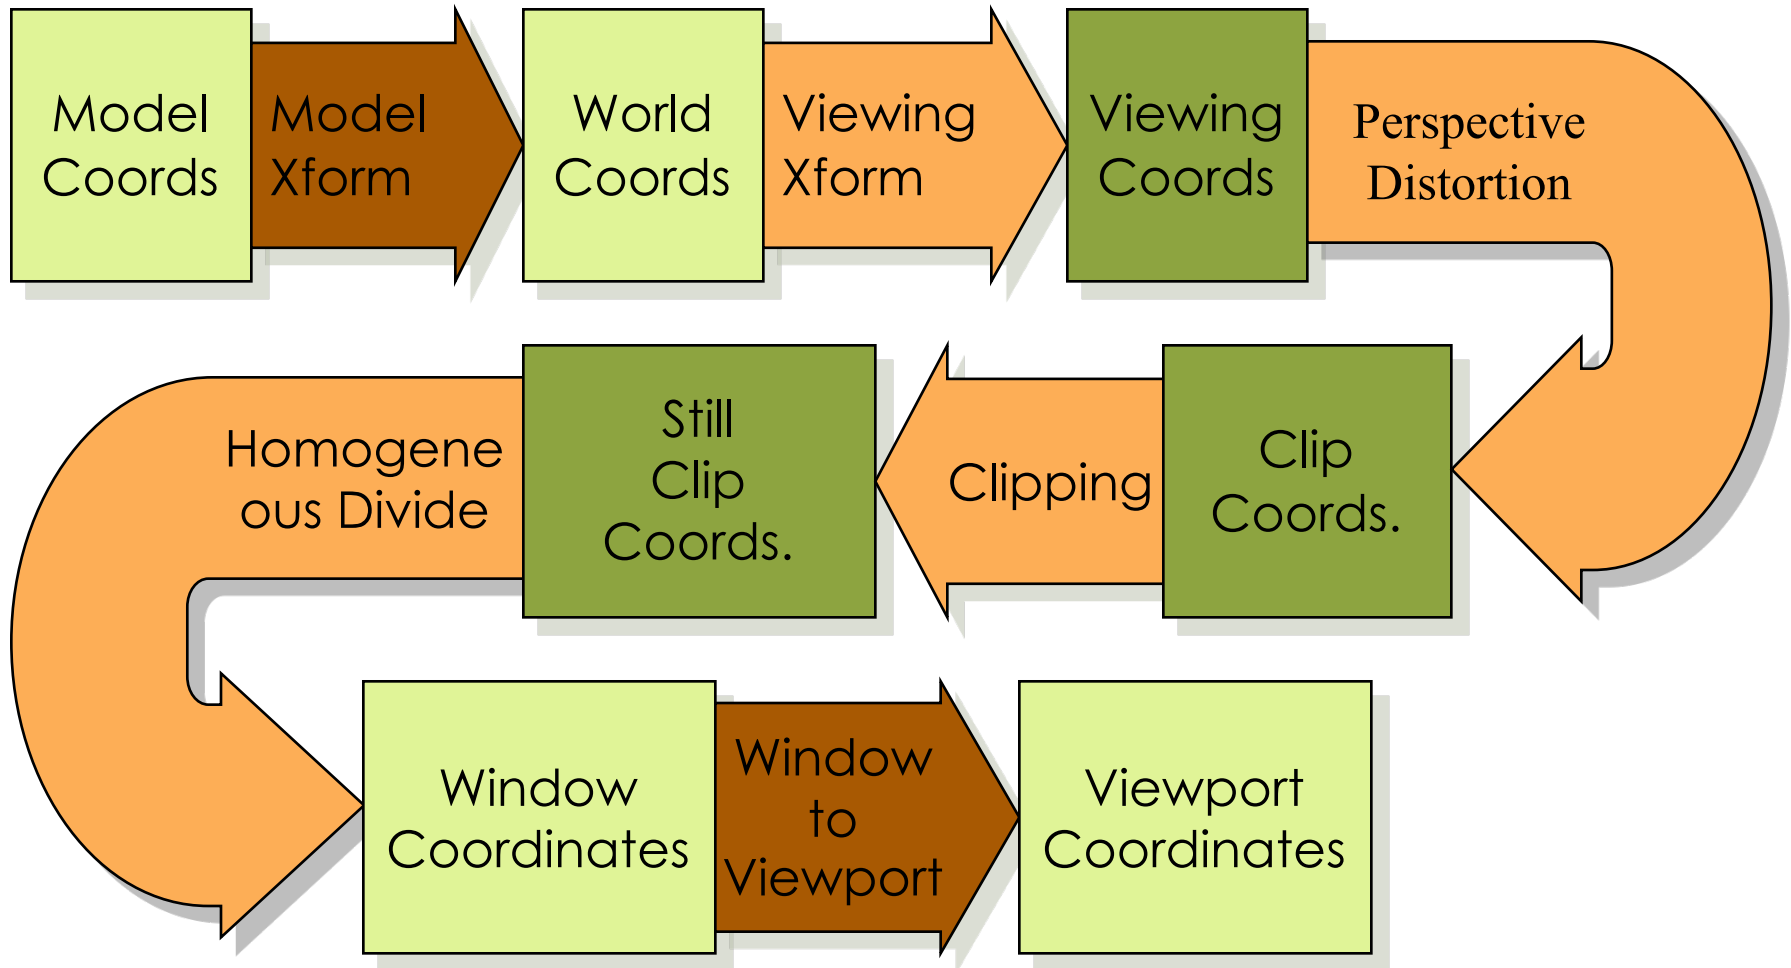 Model
Coords
Model
Xform
World
Coords
Viewing
Xform
Viewing
Coords
Perspective
Distortion
Clip
Coords.
Clipping
Still
Clip
Coords.
Homogene
ous Divide
Window
Coordinates
Window
to
Viewport
Viewport
Coordinates